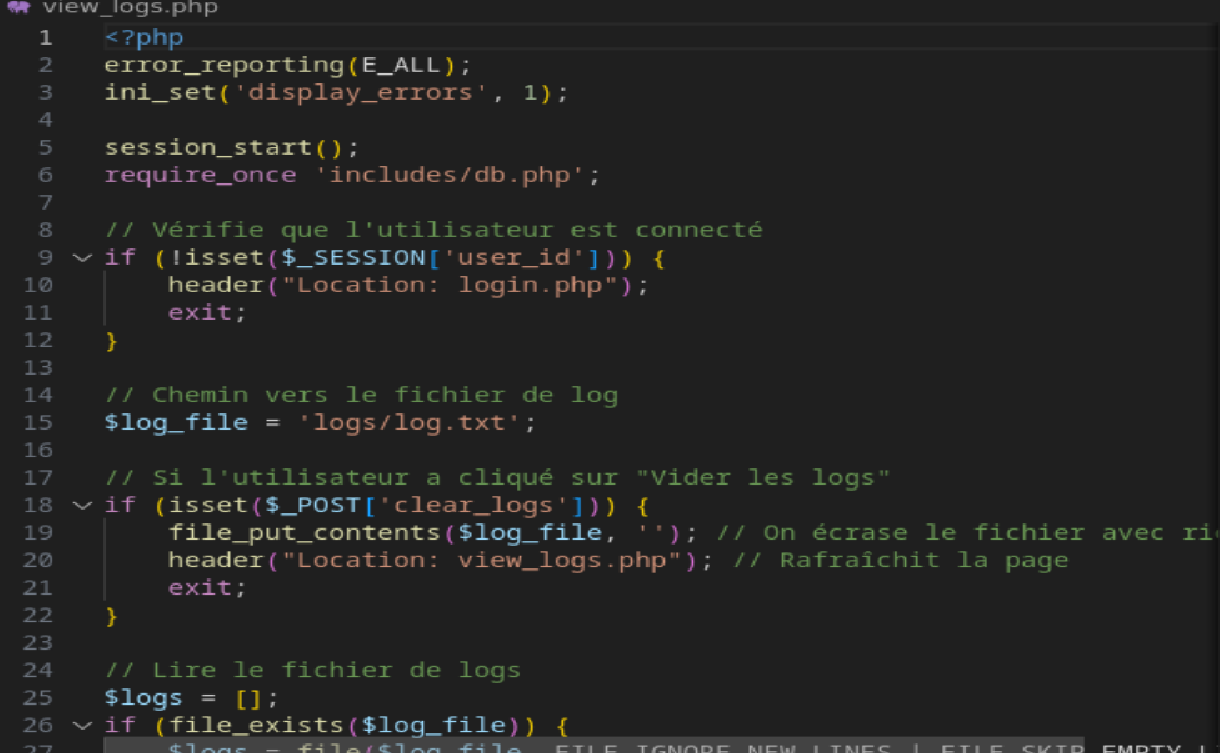 view_logs.php
1 <?php
2 error_reporting(E_ALL);
3 ini_set('display_errors', 1);
4
5 session_start();
6 require_once 'includes/db.php';
7
8 // Vérifie que l'utilisateur est connecté
9 if (!isset($_SESSION['user_id'])) {
10 header("Location: login.php");
11 exit;
12 }
13
14 // Chemin vers le fichier de log
15 $log_file = 'logs/log.txt';
16
17 // Si l'utilisateur a cliqué sur "Vider les logs"
18 if (isset($_POST['clear_logs'])) {
19 file_put_contents($log_file, ''); // On écrase le fichier avec
20 header("Location: view_logs.php"); // Rafraîchit la page
21 exit;
22 }
23
24 // Lire le fichier de logs
25 $logs = [];
26 if (file_exists($log_file)) {
27 $logs = file($log_file, FILE_IGNORE_NEW_LINES | FILE_SKIP_EMPTY_